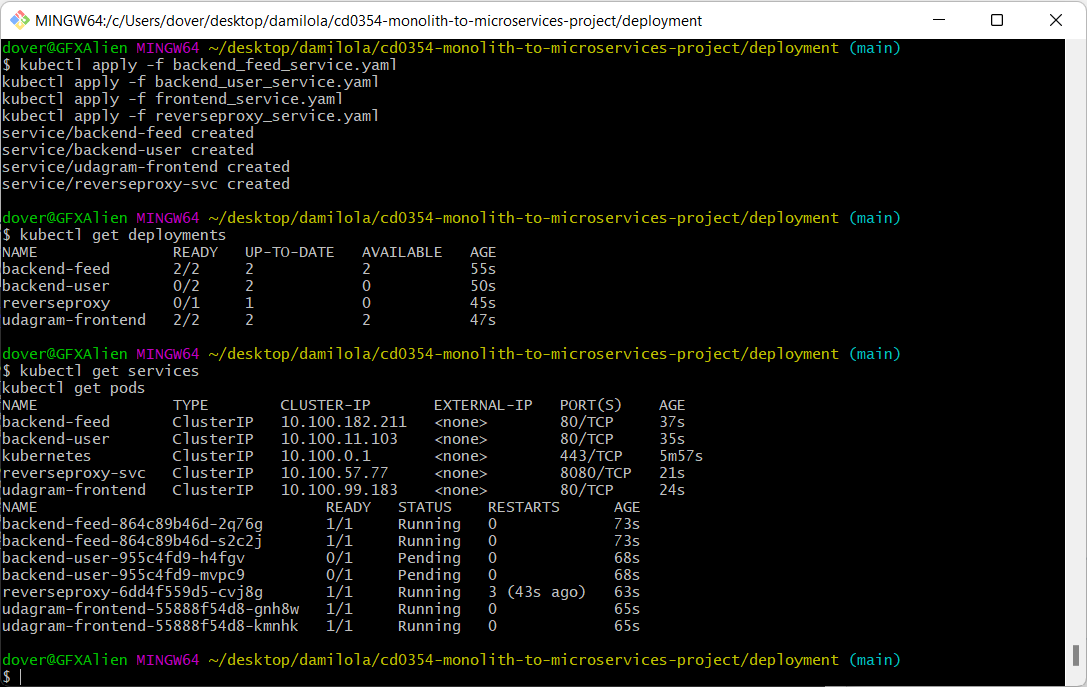 MINGW64:/c/Users/dover/desktop/damilola/cd0354-monolith-to-microservices-project/deployment
dover@GFXAlien MINGW64 ~/desktop/damilola/cd0354-monolith-to-microservices-project/deployment (main)
$ kubectl apply -f backend_feed_service.yaml
kubectl apply -f backend_user_service.yaml
kubectl apply -f frontend_service.yaml
kubectl apply -f reverseproxy_service.yaml
service/backend-feed created
service/backend-user created
service/udagram-frontend created
service/reverseproxy-svc created
dover@GFXAlien MINGW64 ~/desktop/damilola/cd0354-monolith-to-microservices-project/deployment (main)
$ kubectl get deployments
NAME               READY   UP-TO-DATE   AVAILABLE   AGE
backend-feed       2/2     2            2           55s
backend-user       0/2     2            0           50s
reverseproxy       0/1     1            0           45s
udagram-frontend   2/2     2            2           47s
dover@GFXAlien MINGW64 ~/desktop/damilola/cd0354-monolith-to-microservices-project/deployment (main)
$ kubectl get services
kubectl get pods
NAME               TYPE        CLUSTER-IP       EXTERNAL-IP   PORT(S)    AGE
backend-feed       ClusterIP   10.100.182.211   <none>        80/TCP     37s
backend-user       ClusterIP   10.100.11.103    <none>        80/TCP     35s
kubernetes         ClusterIP   10.100.0.1       <none>        443/TCP    5m57s
reverseproxy-svc   ClusterIP   10.100.57.77     <none>        8080/TCP   21s
udagram-frontend   ClusterIP   10.100.99.183    <none>        80/TCP     24s
NAME                                READY   STATUS    RESTARTS      AGE
backend-feed-864c89b46d-2q76g       1/1     Running   0             73s
backend-feed-864c89b46d-s2c2j       1/1     Running   0             73s
backend-user-955c4fd9-h4fgv         0/1     Pending   0             68s
backend-user-955c4fd9-mvpc9         0/1     Pending   0             68s
reverseproxy-6dd4f559d5-cvj8g       1/1     Running   3 (43s ago)   63s
udagram-frontend-55888f54d8-gnh8w   1/1     Running   0             65s
udagram-frontend-55888f54d8-kmnhk   1/1     Running   0             65s
dover@GFXAlien MINGW64 ~/desktop/damilola/cd0354-monolith-to-microservices-project/deployment (main)
$